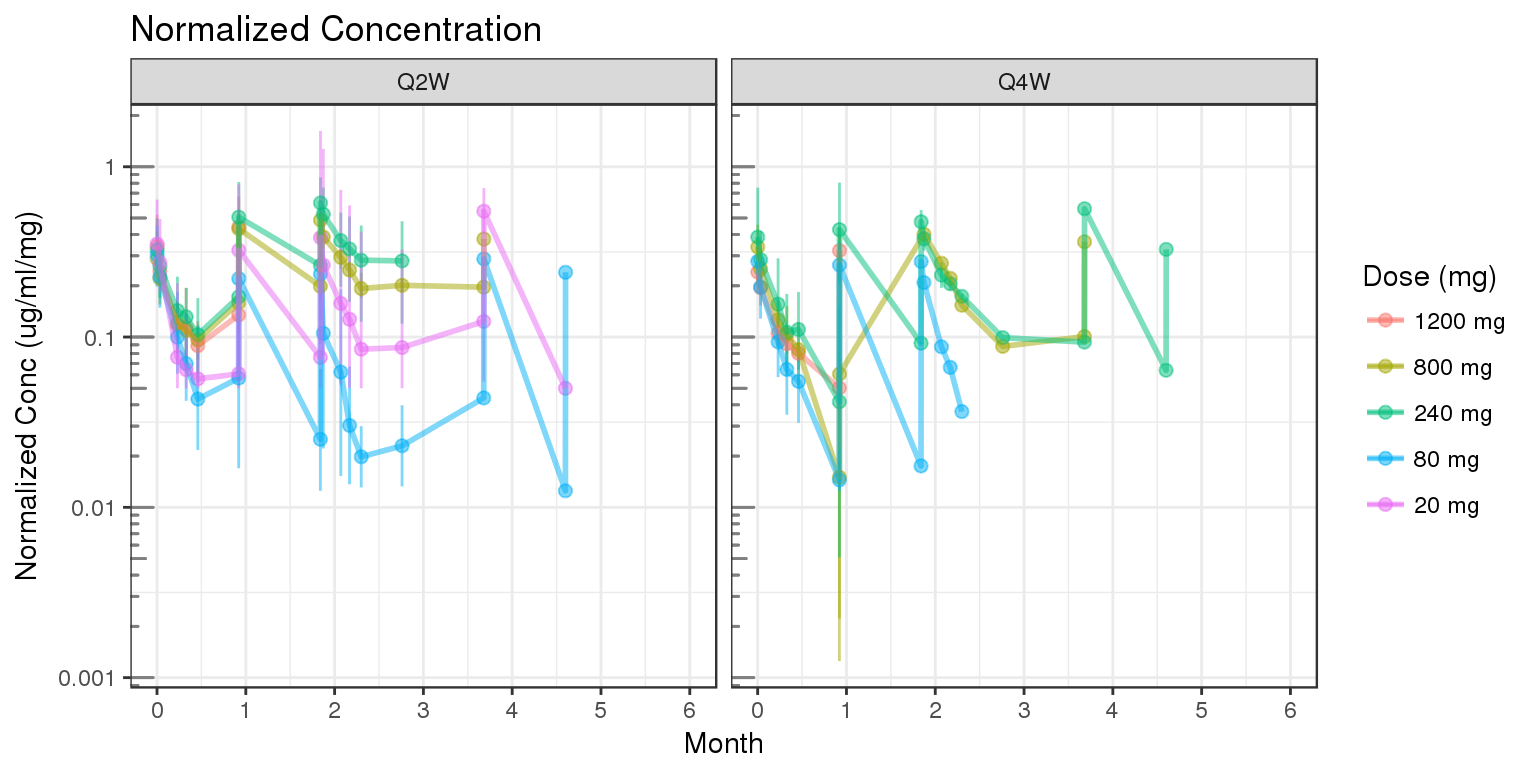 Normalized Concentration
Q2W
Q4W
Normalized Conc (ug/ml/mg)
1
0.1
0.01
0.001
0 1 2 3 4 5 6
0 1 2 3 4 5 6
Month
Dose (mg)
1200 mg
800 mg
240 mg
80 mg
20 mg